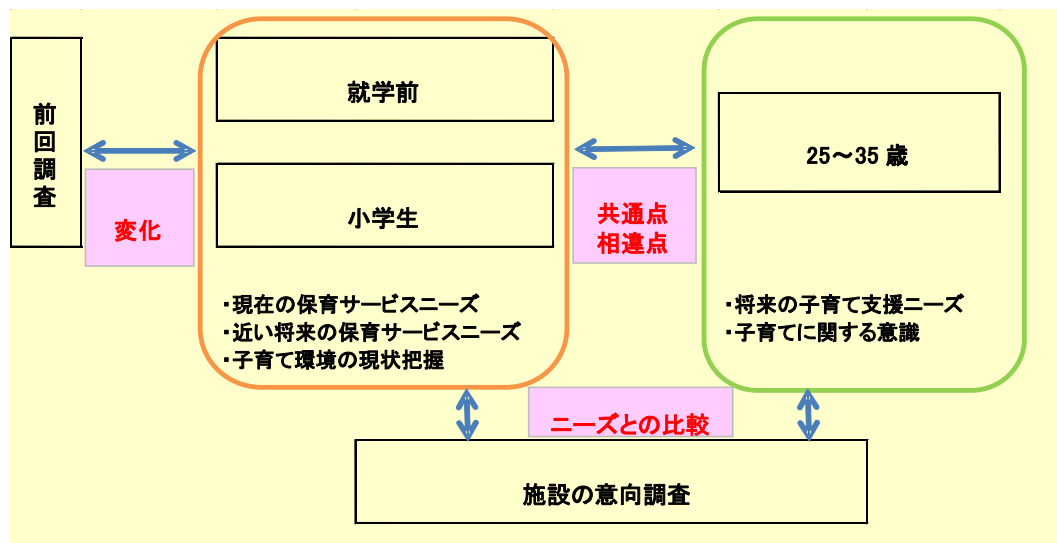 前回調査
変化
就学前
小学生
・現在の保育サービスニーズ
・近い将来の保育サービスニーズ
・子育て環境の現状把握
共通点
相違点
25～35 歳
・将来の子育て支援ニーズ
・子育てに関する意識
ニーズとの比較
施設の意向調査